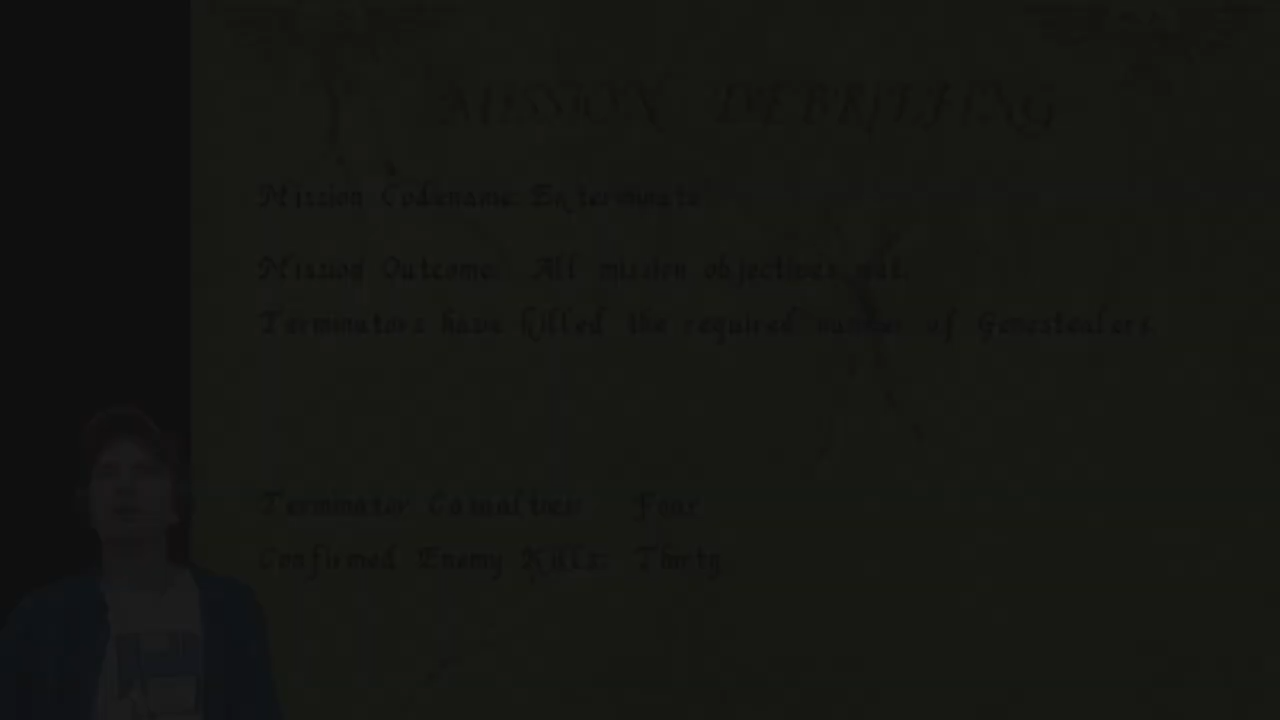 MISSION DEBRIEFING
Mission Codename: Exterminate
Mission Outcome: All mission objectives met.
Terminators have killed the required number of Genestealers.
Terminator Casualties: Four
Confirmed Enemy Kills: Thirty